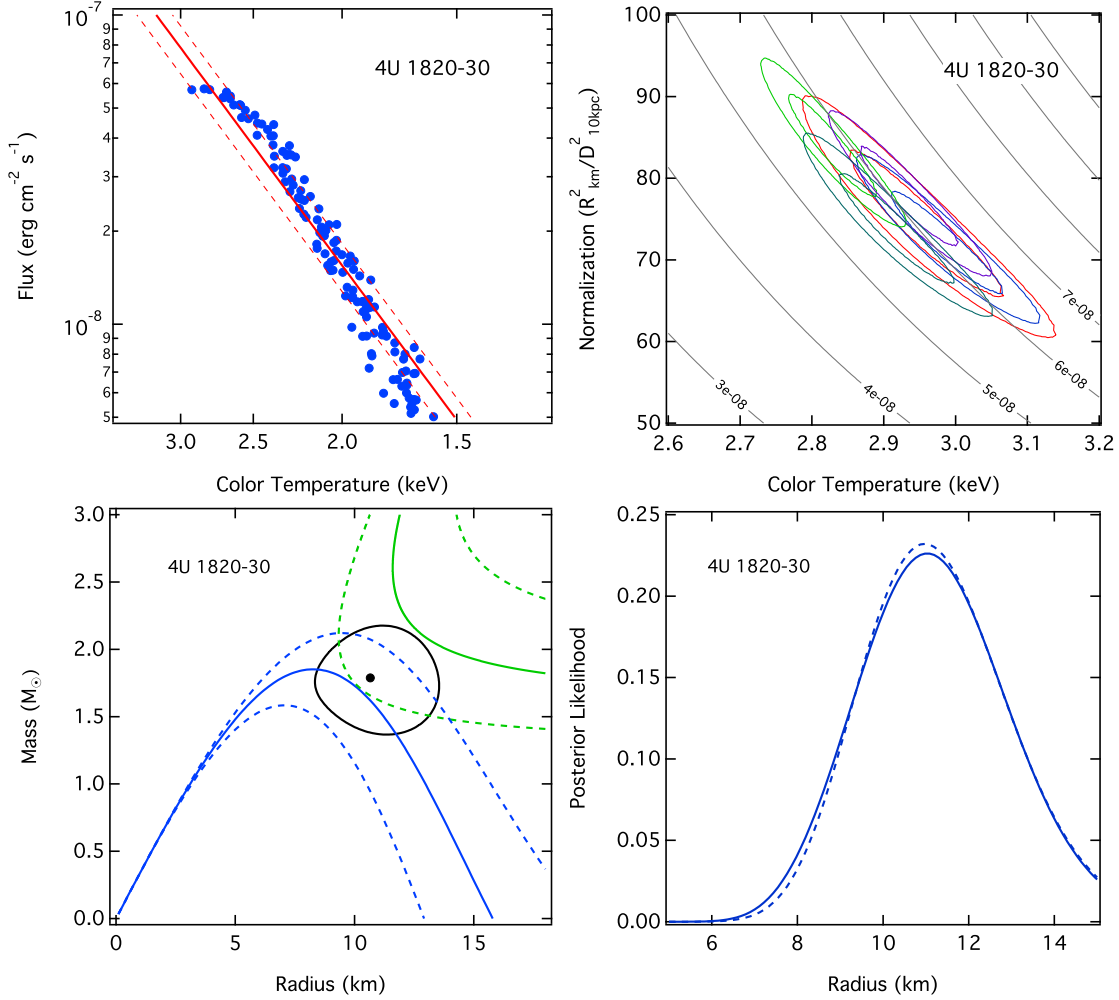 10⁻⁷
9
8
7
6
5
4
3
2
10⁻⁸
9
8
7
6
5
4U 1820-30
Flux (erg cm⁻² s⁻¹)
3.0 2.5 2.0 1.5
Color Temperature (keV)
100
90
80
70
60
50
4U 1820-30
Normalization (R²km/D²10kpc)
3e-08
4e-08
5e-08
6e-08
7e-08
2.6 2.7 2.8 2.9 3.0 3.1 3.2
Color Temperature (keV)
3.0
2.5
2.0
1.5
1.0
0.5
0.0
4U 1820-30
Mass (M☉)
0 5 10 15
Radius (km)
0.25
0.20
0.15
0.10
0.05
0.00
4U 1820-30
Posterior Likelihood
6 8 10 12 14
Radius (km)